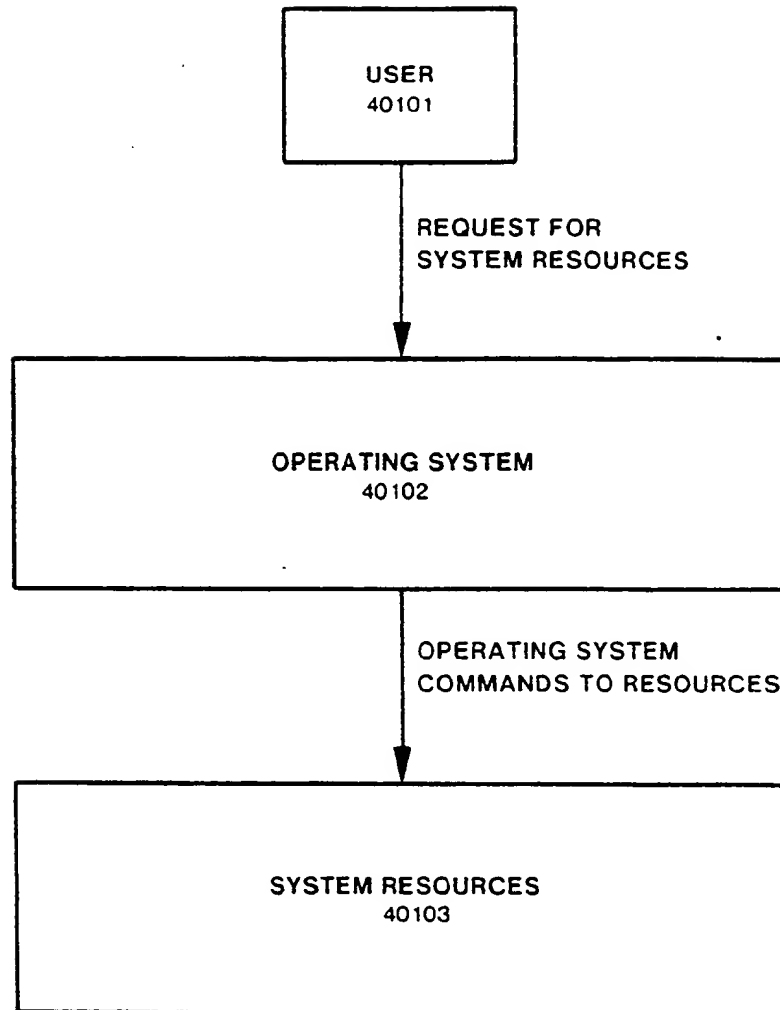 USER
40101
REQUEST FOR
SYSTEM RESOURCES
OPERATING SYSTEM
40102
OPERATING SYSTEM
COMMANDS TO RESOURCES
SYSTEM RESOURCES
40103